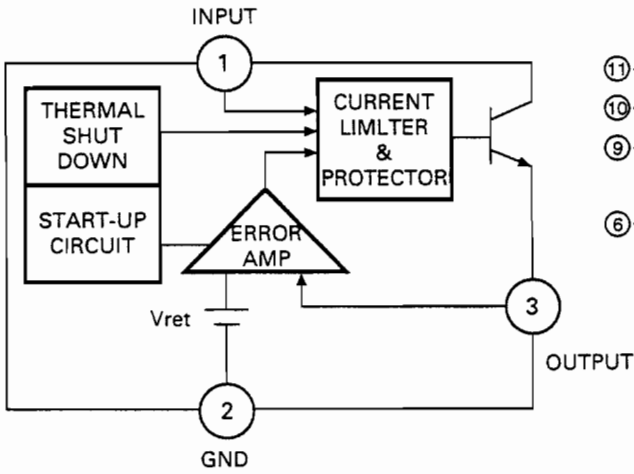 INPUT
1
THERMAL
SHUT
DOWN
CURRENT
LIMLTER
&
PROTECTOR
START-UP
CIRCUIT
ERROR
AMP
Vret
3
OUTPUT
2
GND
11
10
9
6